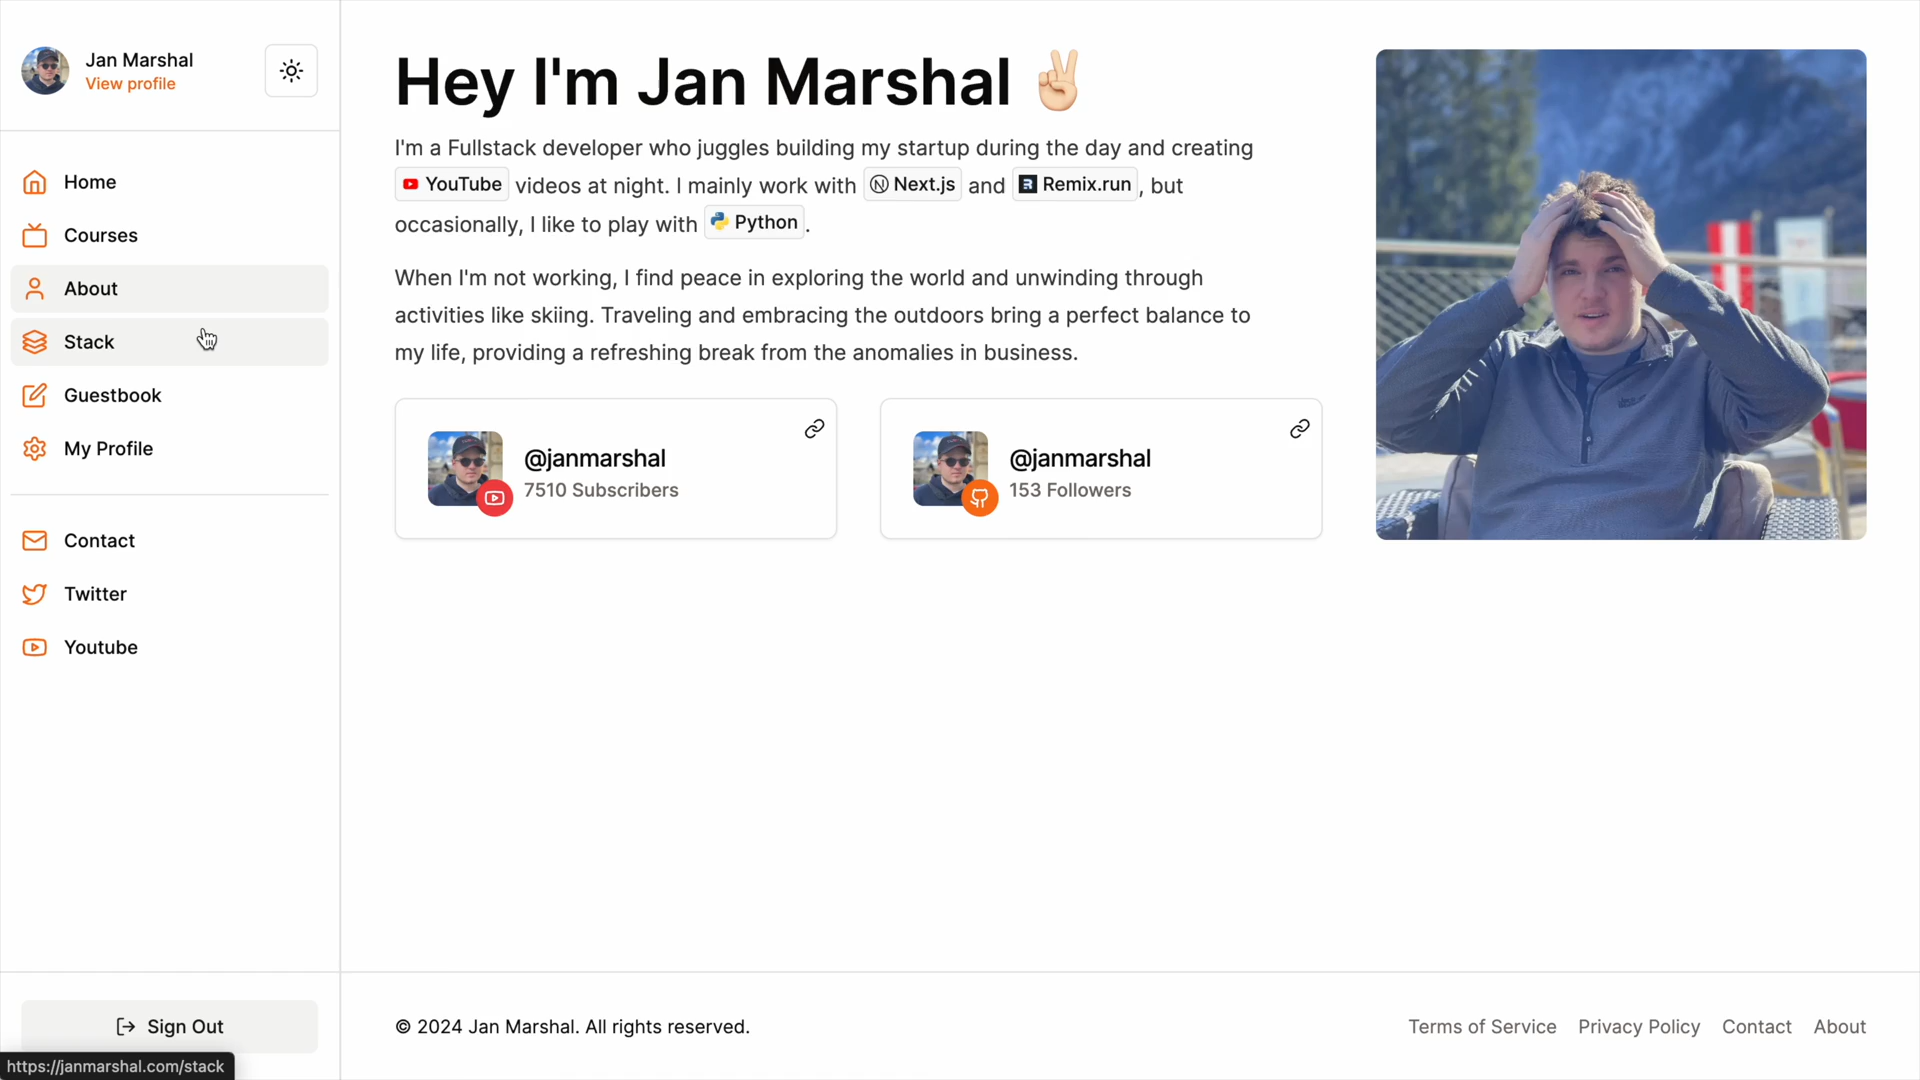 Jan Marshal
View profile
Home
Courses
About
Stack
Guestbook
My Profile
Contact
Twitter
Youtube
Sign Out
https://janmarshal.com/stack
Hey I'm Jan Marshal ✌🏻
I'm a Fullstack developer who juggles building my startup during the day and creating
YouTube videos at night. I mainly work with Next.js and Remix.run, but
occasionally, I like to play with Python.
When I'm not working, I find peace in exploring the world and unwinding through
activities like skiing. Traveling and embracing the outdoors bring a perfect balance to
my life, providing a refreshing break from the anomalies in business.
@janmarshal
7510 Subscribers
@janmarshal
153 Followers
© 2024 Jan Marshal. All rights reserved.
Terms of Service Privacy Policy Contact About